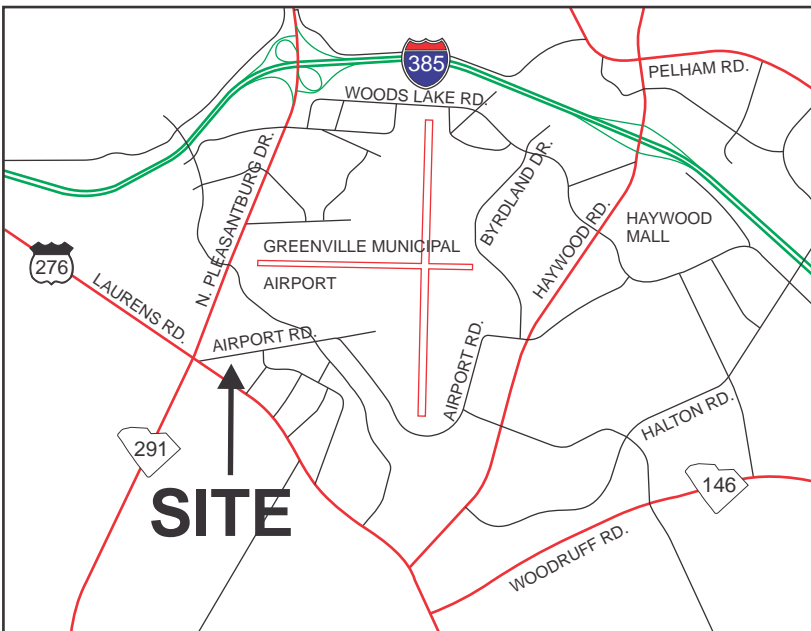 385
PELHAM RD.
WOODS LAKE RD.
N. PLEASANTBURG DR.
BYRDLAND DR.
HAYWOOD RD.
HAYWOOD
MALL
GREENVILLE MUNICIPAL
AIRPORT
276
LAURENS RD.
AIRPORT RD.
AIRPORT RD.
HALTON RD.
291
146
SITE
WOODRUFF RD.